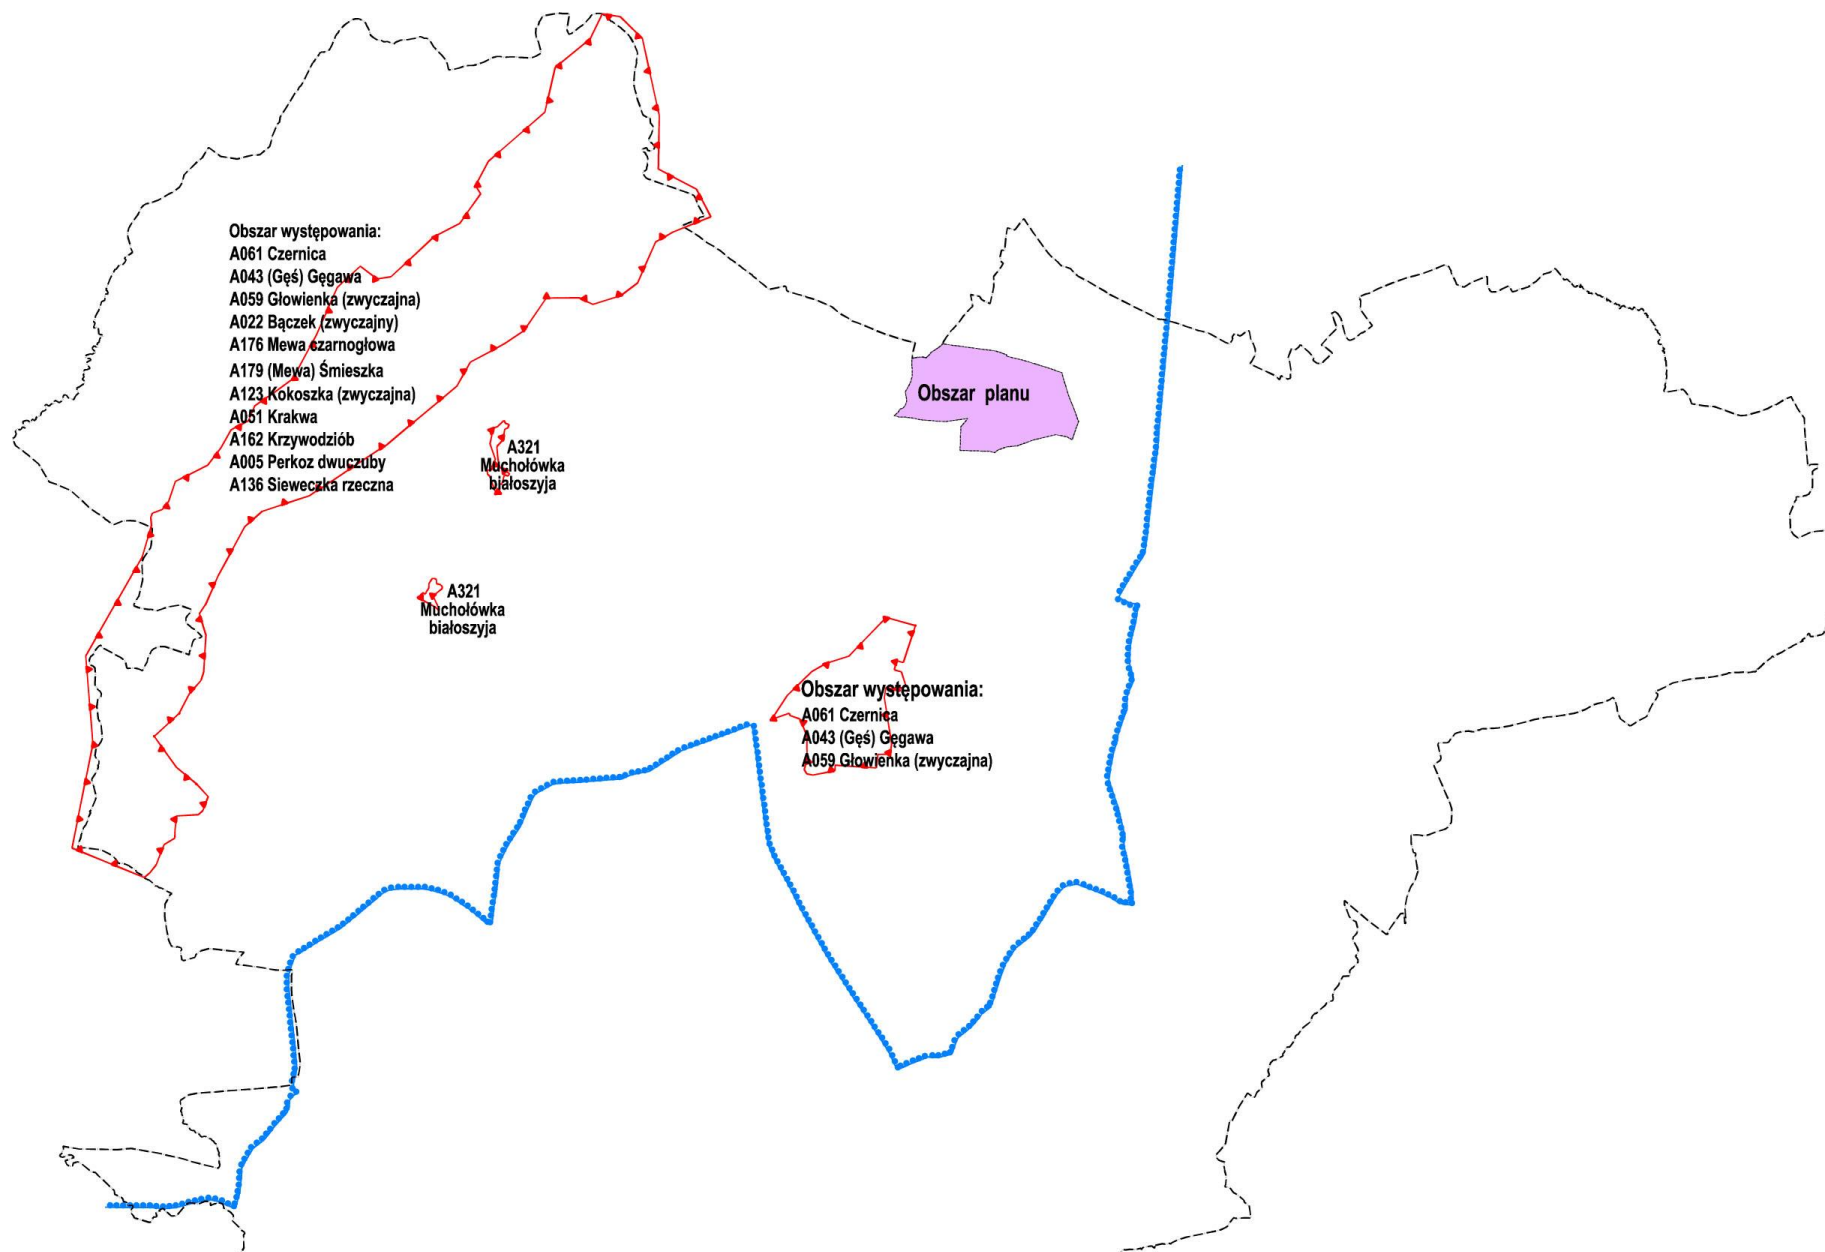 Obszar występowania:
A061 Czernica
A043 (Gęś) Gęgawa
A059 Głowienka (zwyczajna)
A022 Bączek (zwyczajny)
A176 Mewa czarnogłowa
A179 (Mewa) Śmieszka
A123 Kokoszka (zwyczajna)
A051 Krakwa
A162 Krzywodziób
A005 Perkoz dwuczuby
A136 Sieweczka rzeczna
Obszar planu
A321
Muchołówka
białoszyja
A321
Muchołówka
białoszyja
Obszar występowania:
A061 Czernica
A043 (Gęś) Gęgawa
A059 Głowienka (zwyczajna)